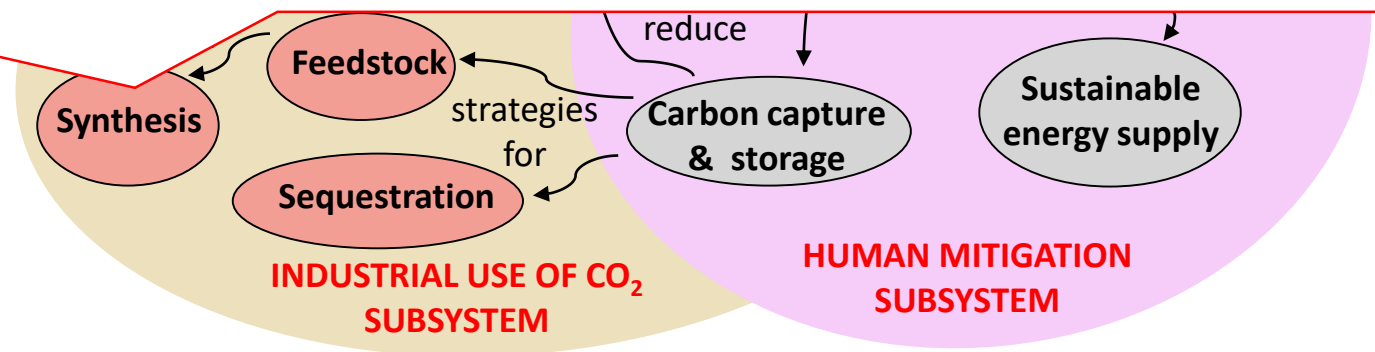 reduce
Feedstock
Synthesis
strategies
for
Carbon capture
& storage
Sustainable
energy supply
Sequestration
INDUSTRIAL USE OF CO₂
SUBSYSTEM
HUMAN MITIGATION
SUBSYSTEM